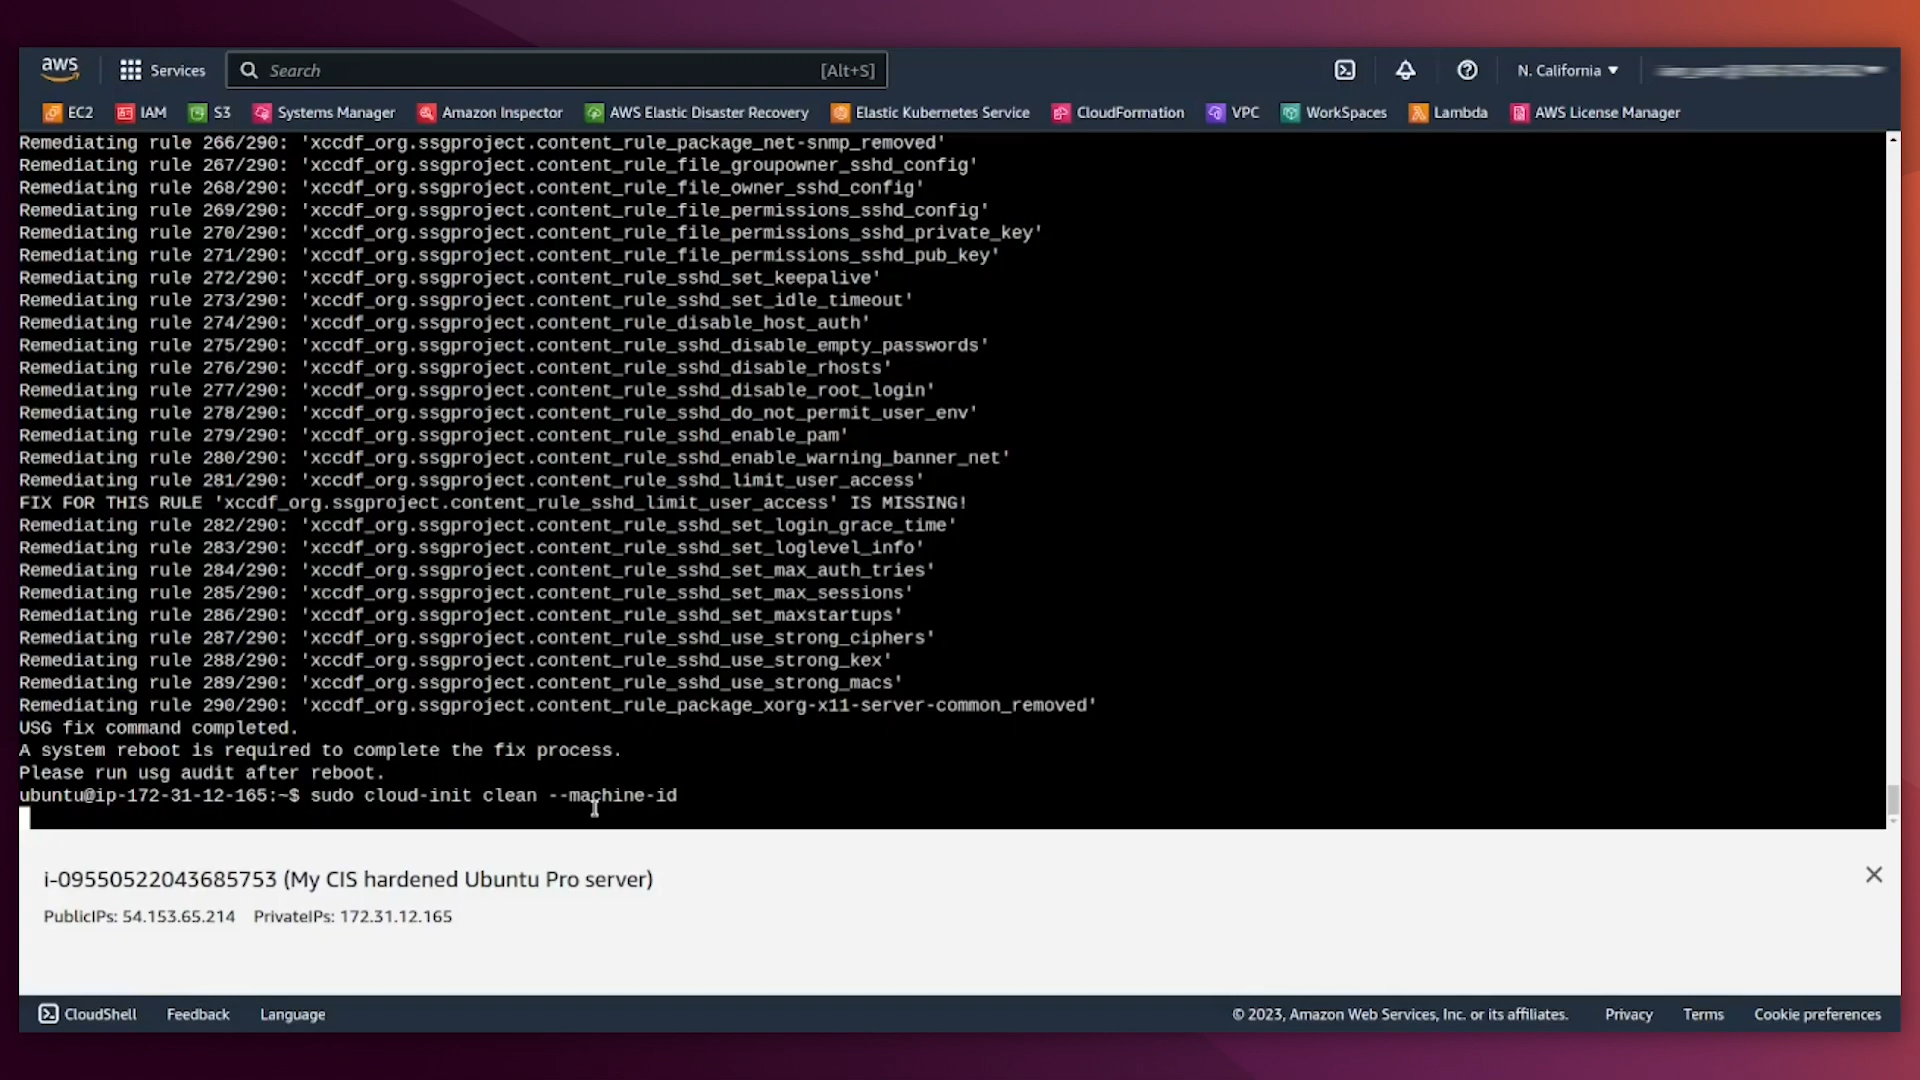 aws Services Search [Alt+S] N. California
EC2 IAM S3 Systems Manager Amazon Inspector AWS Elastic Disaster Recovery Elastic Kubernetes Service CloudFormation VPC WorkSpaces Lambda AWS License Manager
Remediating rule 266/290: 'xccdf_org.ssgproject.content_rule_package_net-snmp_removed'
Remediating rule 267/290: 'xccdf_org.ssgproject.content_rule_file_groupowner_sshd_config'
Remediating rule 268/290: 'xccdf_org.ssgproject.content_rule_file_owner_sshd_config'
Remediating rule 269/290: 'xccdf_org.ssgproject.content_rule_file_permissions_sshd_config'
Remediating rule 270/290: 'xccdf_org.ssgproject.content_rule_file_permissions_sshd_private_key'
Remediating rule 271/290: 'xccdf_org.ssgproject.content_rule_file_permissions_sshd_pub_key'
Remediating rule 272/290: 'xccdf_org.ssgproject.content_rule_sshd_set_keepalive'
Remediating rule 273/290: 'xccdf_org.ssgproject.content_rule_sshd_set_idle_timeout'
Remediating rule 274/290: 'xccdf_org.ssgproject.content_rule_disable_host_auth'
Remediating rule 275/290: 'xccdf_org.ssgproject.content_rule_sshd_disable_empty_passwords'
Remediating rule 276/290: 'xccdf_org.ssgproject.content_rule_sshd_disable_rhosts'
Remediating rule 277/290: 'xccdf_org.ssgproject.content_rule_sshd_disable_root_login'
Remediating rule 278/290: 'xccdf_org.ssgproject.content_rule_sshd_do_not_permit_user_env'
Remediating rule 279/290: 'xccdf_org.ssgproject.content_rule_sshd_enable_pam'
Remediating rule 280/290: 'xccdf_org.ssgproject.content_rule_sshd_enable_warning_banner_net'
Remediating rule 281/290: 'xccdf_org.ssgproject.content_rule_sshd_limit_user_access'
FIX FOR THIS RULE 'xccdf_org.ssgproject.content_rule_sshd_limit_user_access' IS MISSING!
Remediating rule 282/290: 'xccdf_org.ssgproject.content_rule_sshd_set_login_grace_time'
Remediating rule 283/290: 'xccdf_org.ssgproject.content_rule_sshd_set_loglevel_info'
Remediating rule 284/290: 'xccdf_org.ssgproject.content_rule_sshd_set_max_auth_tries'
Remediating rule 285/290: 'xccdf_org.ssgproject.content_rule_sshd_set_max_sessions'
Remediating rule 286/290: 'xccdf_org.ssgproject.content_rule_sshd_set_maxstartups'
Remediating rule 287/290: 'xccdf_org.ssgproject.content_rule_sshd_use_strong_ciphers'
Remediating rule 288/290: 'xccdf_org.ssgproject.content_rule_sshd_use_strong_kex'
Remediating rule 289/290: 'xccdf_org.ssgproject.content_rule_sshd_use_strong_macs'
Remediating rule 290/290: 'xccdf_org.ssgproject.content_rule_package_xorg-x11-server-common_removed'
USG fix command completed.
A system reboot is required to complete the fix process.
Please run usg audit after reboot.
ubuntu@ip-172-31-12-165:~$ sudo cloud-init clean --machine-id
i-09550522043685753 (My CIS hardened Ubuntu Pro server)
PublicIPs: 54.153.65.214 PrivateIPs: 172.31.12.165
CloudShell Feedback Language © 2023, Amazon Web Services, Inc. or its affiliates. Privacy Terms Cookie preferences